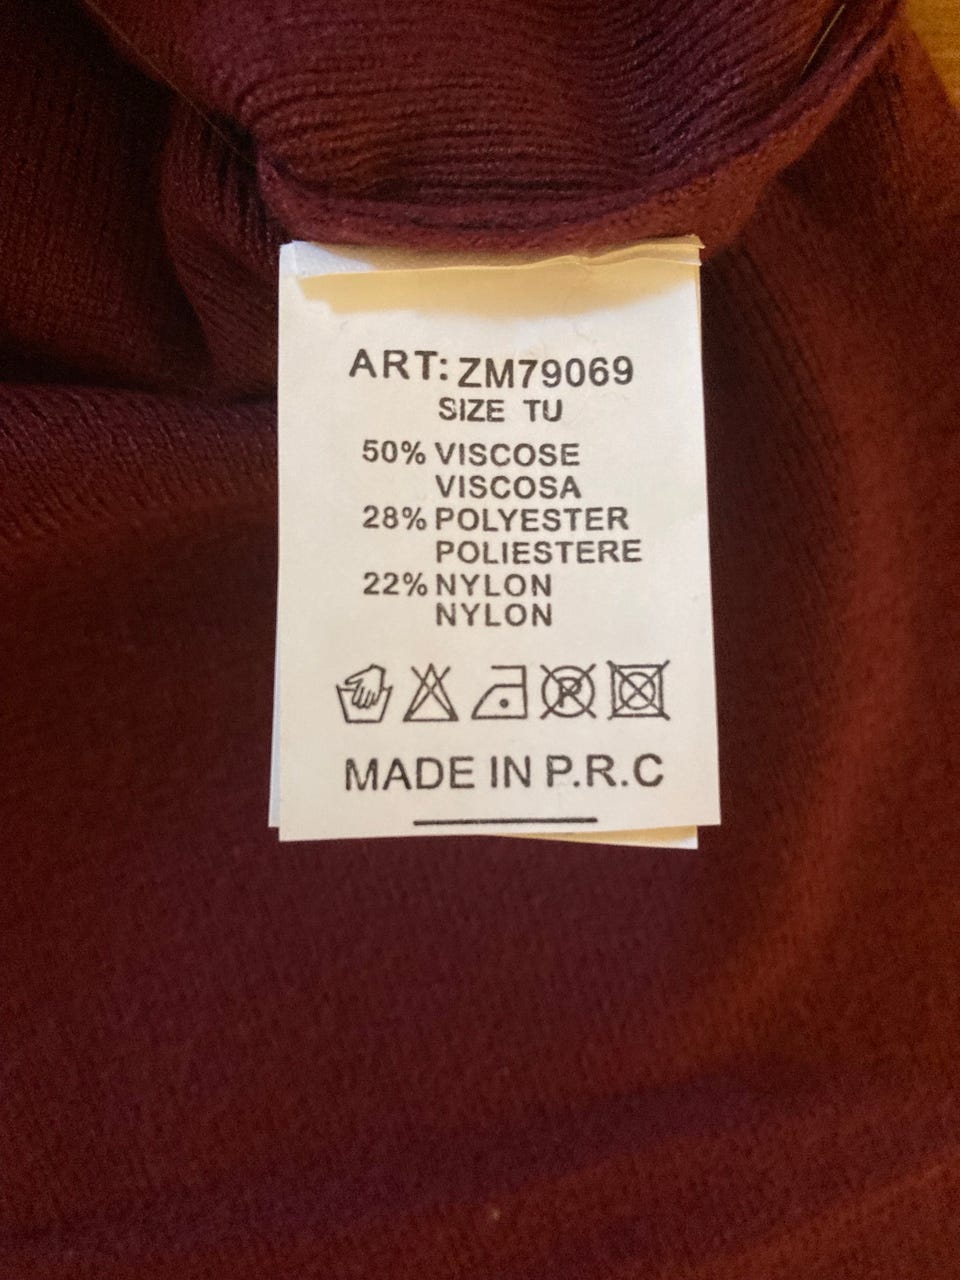 ART: ZM79069
SIZE TU
50% VISCOSE
VISCOSA
28% POLYESTER
POLIESTERE
22% NYLON
NYLON
P
MADE IN P.R.C